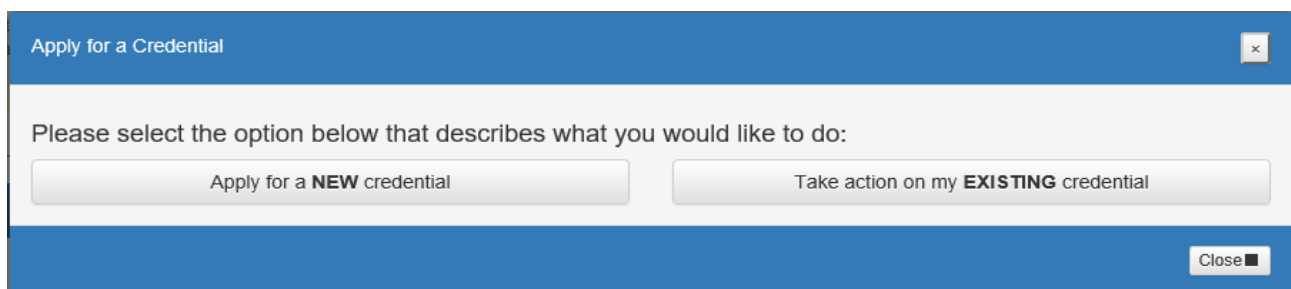 Apply for a Credential
×
Please select the option below that describes what you would like to do:
Apply for a NEW credential
Take action on my EXISTING credential
Close